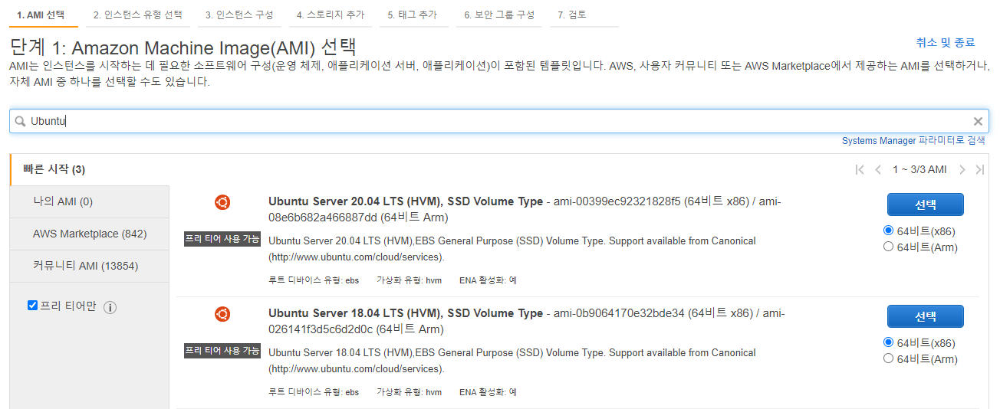 1. AMI 선택 2. 인스턴스 유형 선택 3. 인스턴스 구성 4. 스토리지 추가 5. 태그 추가 6. 보안 그룹 구성 7. 검토
단계 1: Amazon Machine Image(AMI) 선택
취소 및 종료
AMI는 인스턴스를 시작하는 데 필요한 소프트웨어 구성(운영 체제, 애플리케이션 서버, 애플리케이션)이 포함된 템플릿입니다. AWS, 사용자 커뮤니티 또는 AWS Marketplace에서 제공하는 AMI를 선택하거나,
자체 AMI 중 하나를 선택할 수도 있습니다.
Ubuntu
Systems Manager 파라미터로 검색
빠른 시작 (3)
1 ~ 3/3 AMI
나의 AMI (0)
AWS Marketplace (842)
커뮤니티 AMI (13854)
프리 티어만
Ubuntu Server 20.04 LTS (HVM), SSD Volume Type - ami-00399ec92321828f5 (64비트 x86) / ami-
08e6b682a466887dd (64비트 Arm)
프리 티어 사용 가능
Ubuntu Server 20.04 LTS (HVM),EBS General Purpose (SSD) Volume Type. Support available from Canonical
(http://www.ubuntu.com/cloud/services).
루트 디바이스 유형: ebs 가상화 유형: hvm ENA 활성화: 예
선택
64비트(x86)
64비트(Arm)
Ubuntu Server 18.04 LTS (HVM), SSD Volume Type - ami-0b9064170e32bde34 (64비트 x86) / ami-
026141f3d5c6d2d0c (64비트 Arm)
프리 티어 사용 가능
Ubuntu Server 18.04 LTS (HVM),EBS General Purpose (SSD) Volume Type. Support available from Canonical
(http://www.ubuntu.com/cloud/services).
루트 디바이스 유형: ebs 가상화 유형: hvm ENA 활성화: 예
선택
64비트(x86)
64비트(Arm)